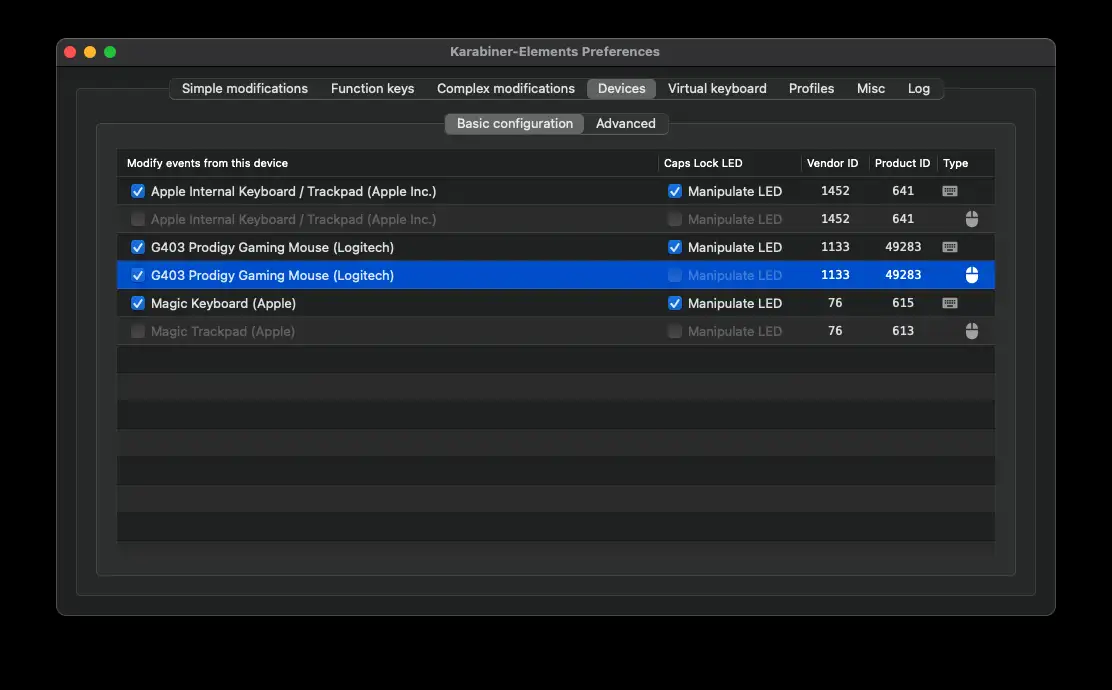 Karabiner-Elements Preferences
Simple modifications Function keys Complex modifications Devices Virtual keyboard Profiles Misc Log
Basic configuration Advanced
Modify events from this device Caps Lock LED Vendor ID Product ID Type
Apple Internal Keyboard / Trackpad (Apple Inc.) Manipulate LED 1452 641
Apple Internal Keyboard / Trackpad (Apple Inc.) Manipulate LED 1452 641
G403 Prodigy Gaming Mouse (Logitech) Manipulate LED 1133 49283
G403 Prodigy Gaming Mouse (Logitech) Manipulate LED 1133 49283
Magic Keyboard (Apple) Manipulate LED 76 615
Magic Trackpad (Apple) Manipulate LED 76 613